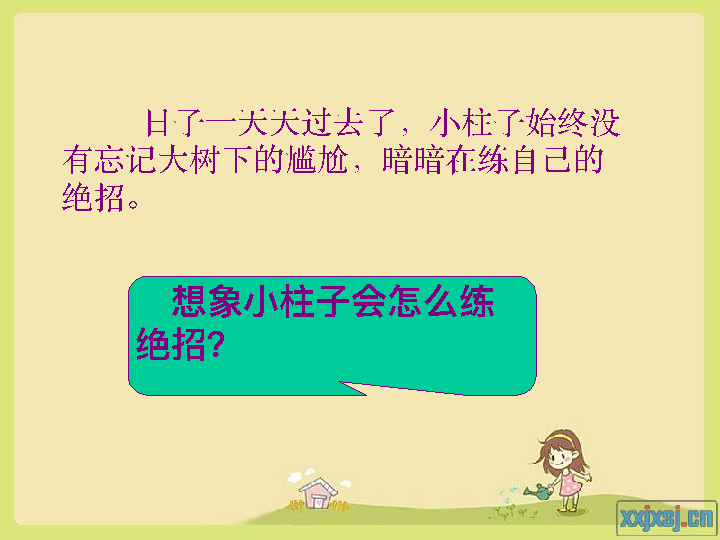 日子一天天过去了，小柱子始终没
有忘记大树下的尴尬，暗暗在练自己的
绝招。
想象小柱子会怎么练
绝招?
xxjxsj.cn